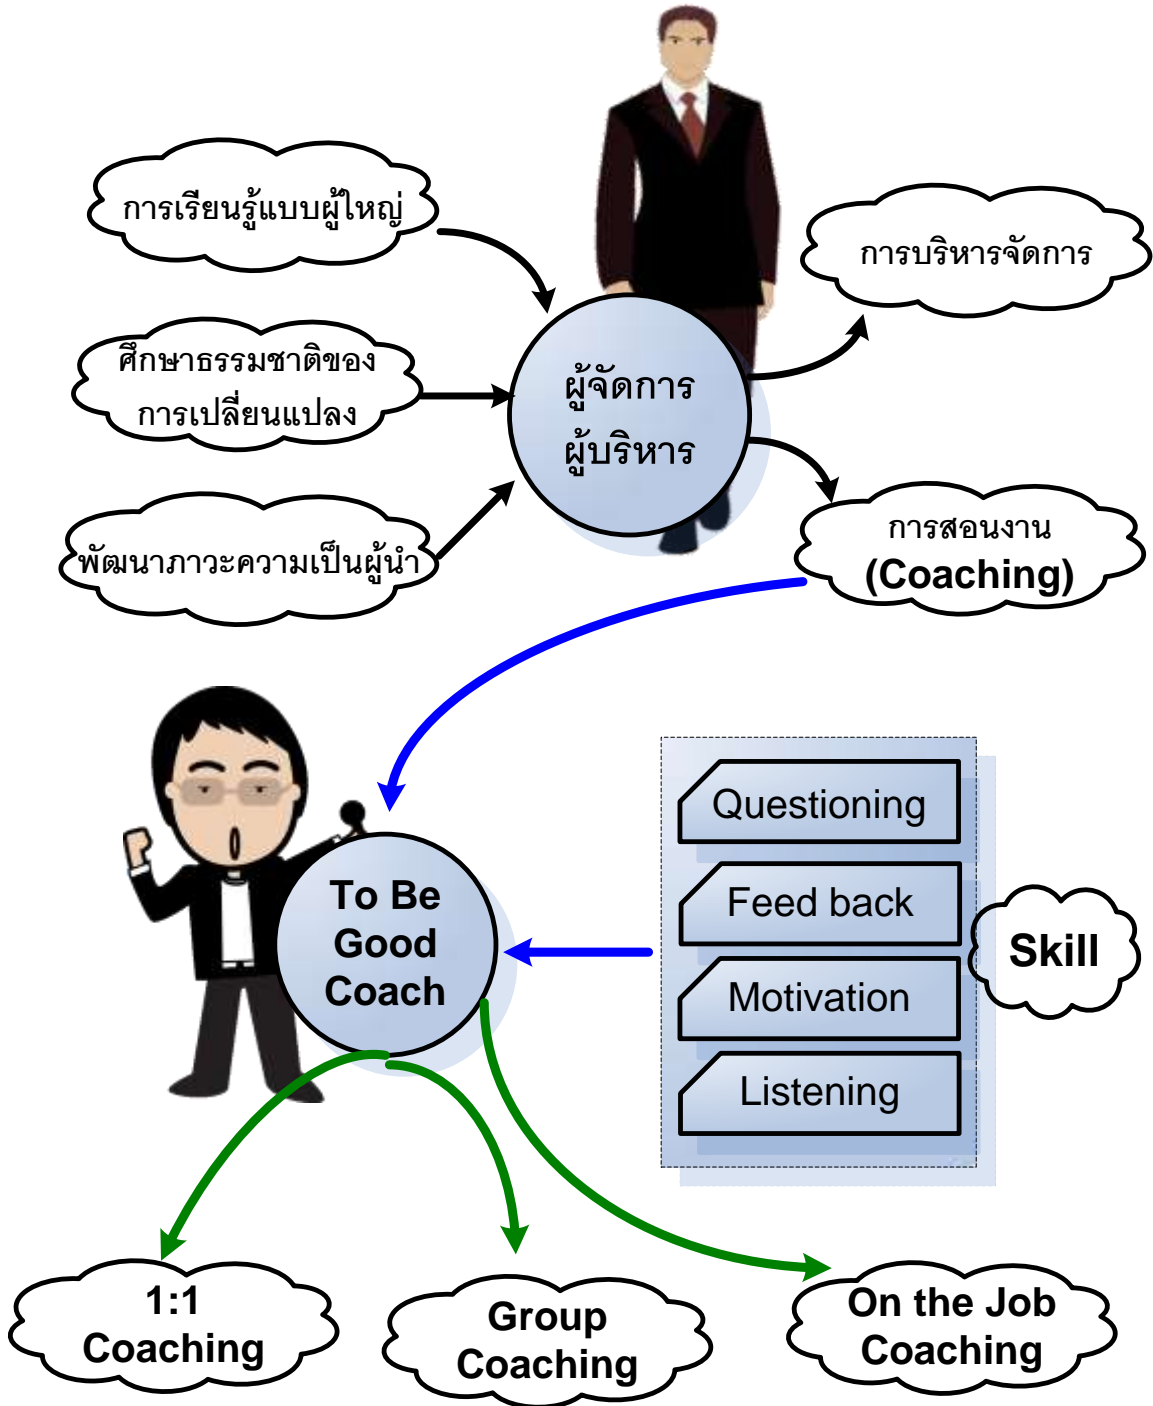 การเรียนรู้แบบผู้ใหญ่
การบริหารจัดการ
ศึกษาธรรมชาติของ
การเปลี่ยนแปลง
ผู้จัดการ
ผู้บริหาร
พัฒนาภาวะความเป็นผู้นำ
การสอนงาน
(Coaching)
To Be
Good
Coach
Questioning
Feed back
Motivation
Listening
Skill
1:1
Coaching
Group
Coaching
On the Job
Coaching